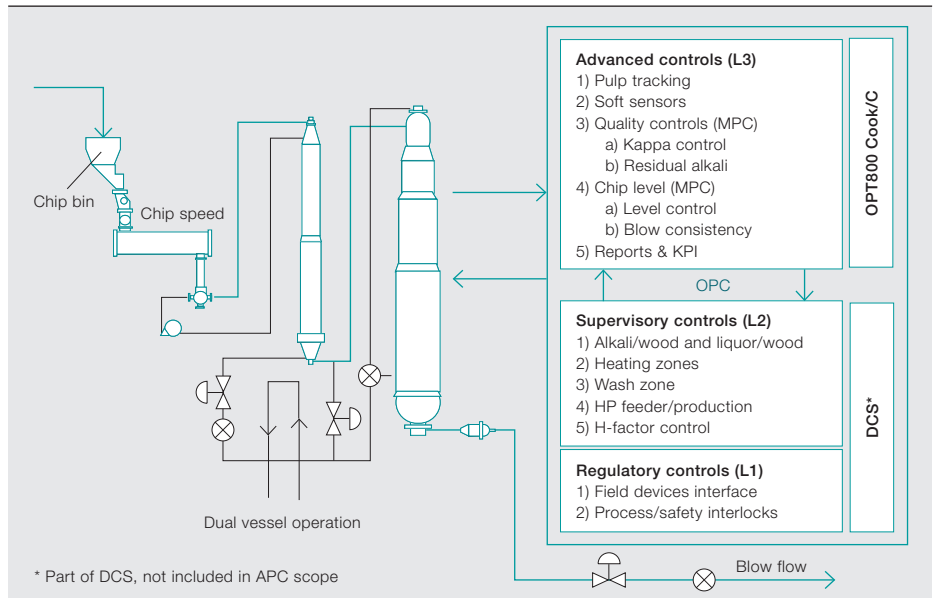 Chip bin
Chip speed
Dual vessel operation
* Part of DCS, not included in APC scope
Advanced controls (L3)
1) Pulp tracking
2) Soft sensors
3) Quality controls (MPC)
a) Kappa control
b) Residual alkali
4) Chip level (MPC)
a) Level control
b) Blow consistency
5) Reports & KPI
OPT800 Cook/C
OPC
Supervisory controls (L2)
1) Alkali/wood and liquor/wood
2) Heating zones
3) Wash zone
4) HP feeder/production
5) H-factor control
Regulatory controls (L1)
1) Field devices interface
2) Process/safety interlocks
DCS*
Blow flow